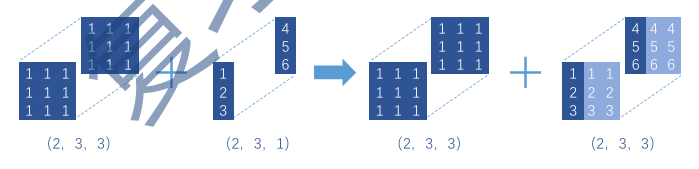 1 1 1 1 1 1 4 4 4 4
1 1 1 1 1 1 5 5 5 5
1 1 1 1 1 1 6 6 6 6
1 1 1 1 1 1 1 1 1 1
1 1 1 2 1 1 1 2 2 2
1 1 1 3 1 1 1 3 3 3
(2, 3, 3) (2, 3, 1) (2, 3, 3) (2, 3, 3)